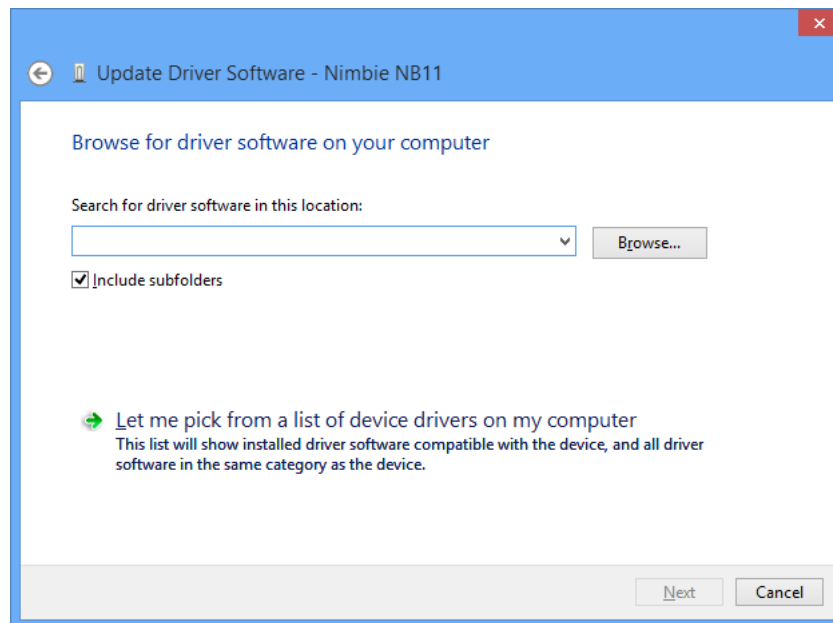 Update Driver Software - Nimbie NB11
Browse for driver software on your computer
Search for driver software in this location:
Browse...
Include subfolders
Let me pick from a list of device drivers on my computer
This list will show installed driver software compatible with the device, and all driver
software in the same category as the device.
Next
Cancel